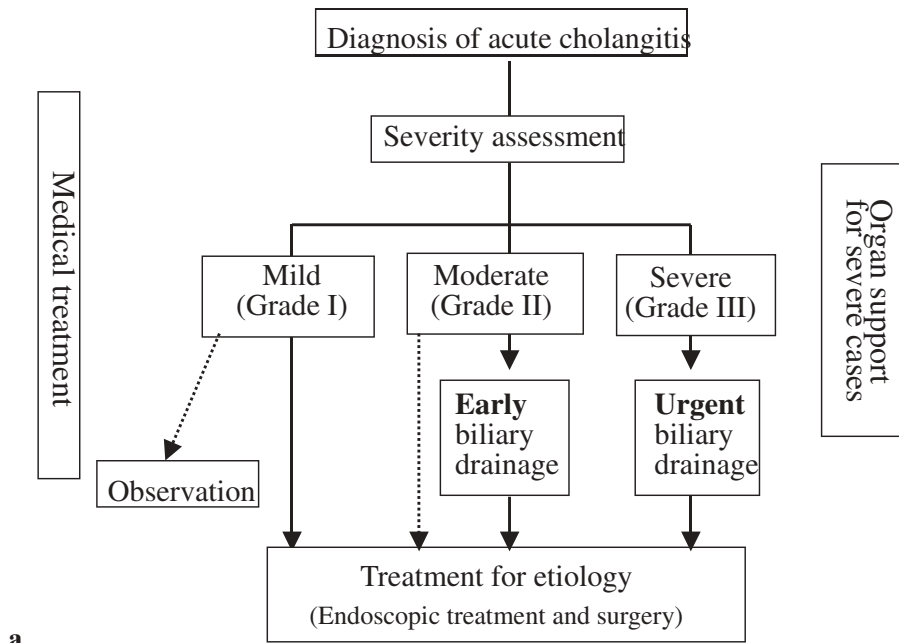 Diagnosis of acute cholangitis
Severity assessment
Medical treatment
Organ support
for severe cases
Mild
(Grade I)
Moderate
(Grade II)
Severe
(Grade III)
Early
biliary
drainage
Urgent
biliary
drainage
Observation
Treatment for etiology
(Endoscopic treatment and surgery)
a